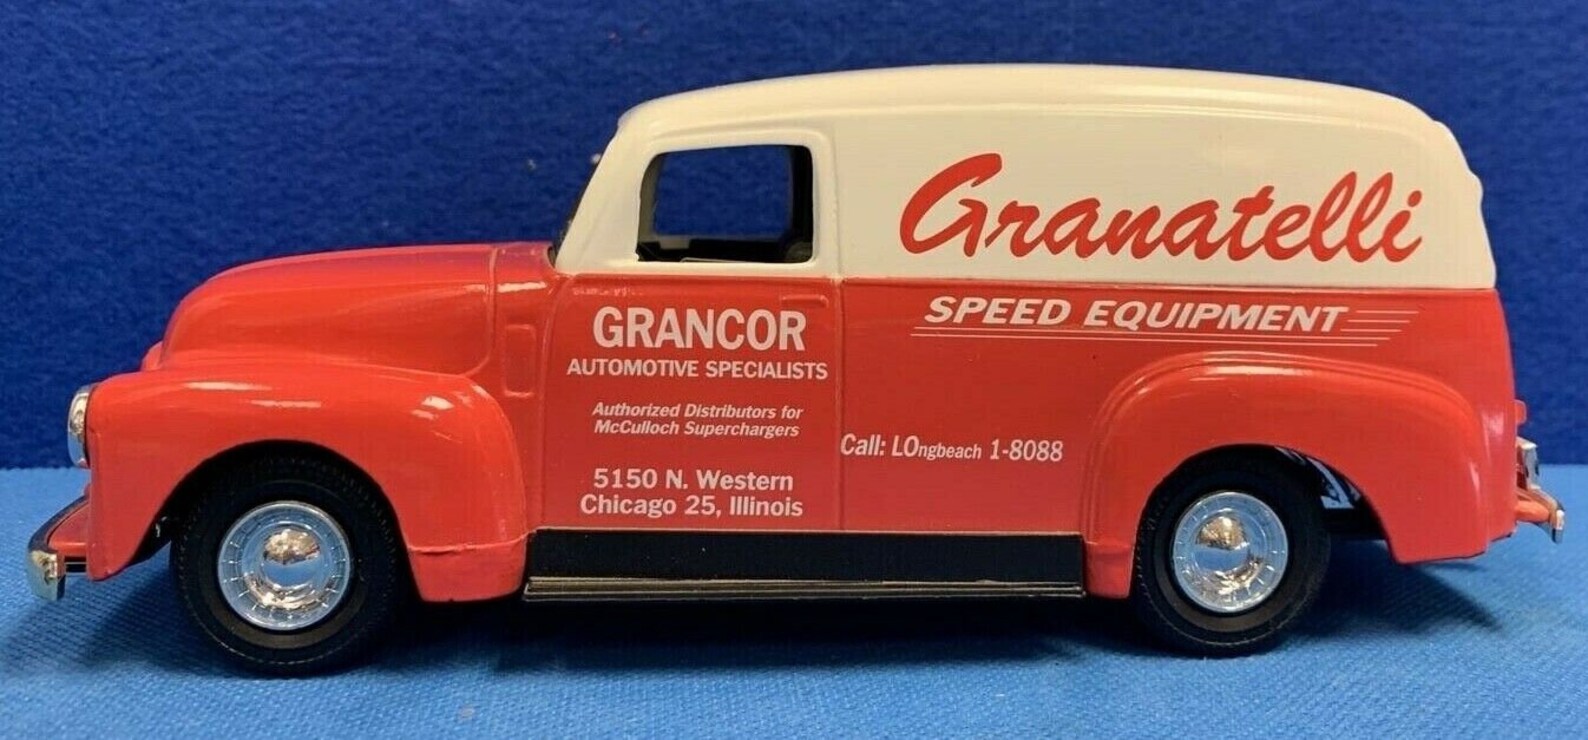 Granatelli
SPEED EQUIPMENT
GRANCOR
AUTOMOTIVE SPECIALISTS
Authorized Distributors for
McCulloch Superchargers
5150 N. Western
Chicago 25, Illinois
Call: LOngbeach 1-8088